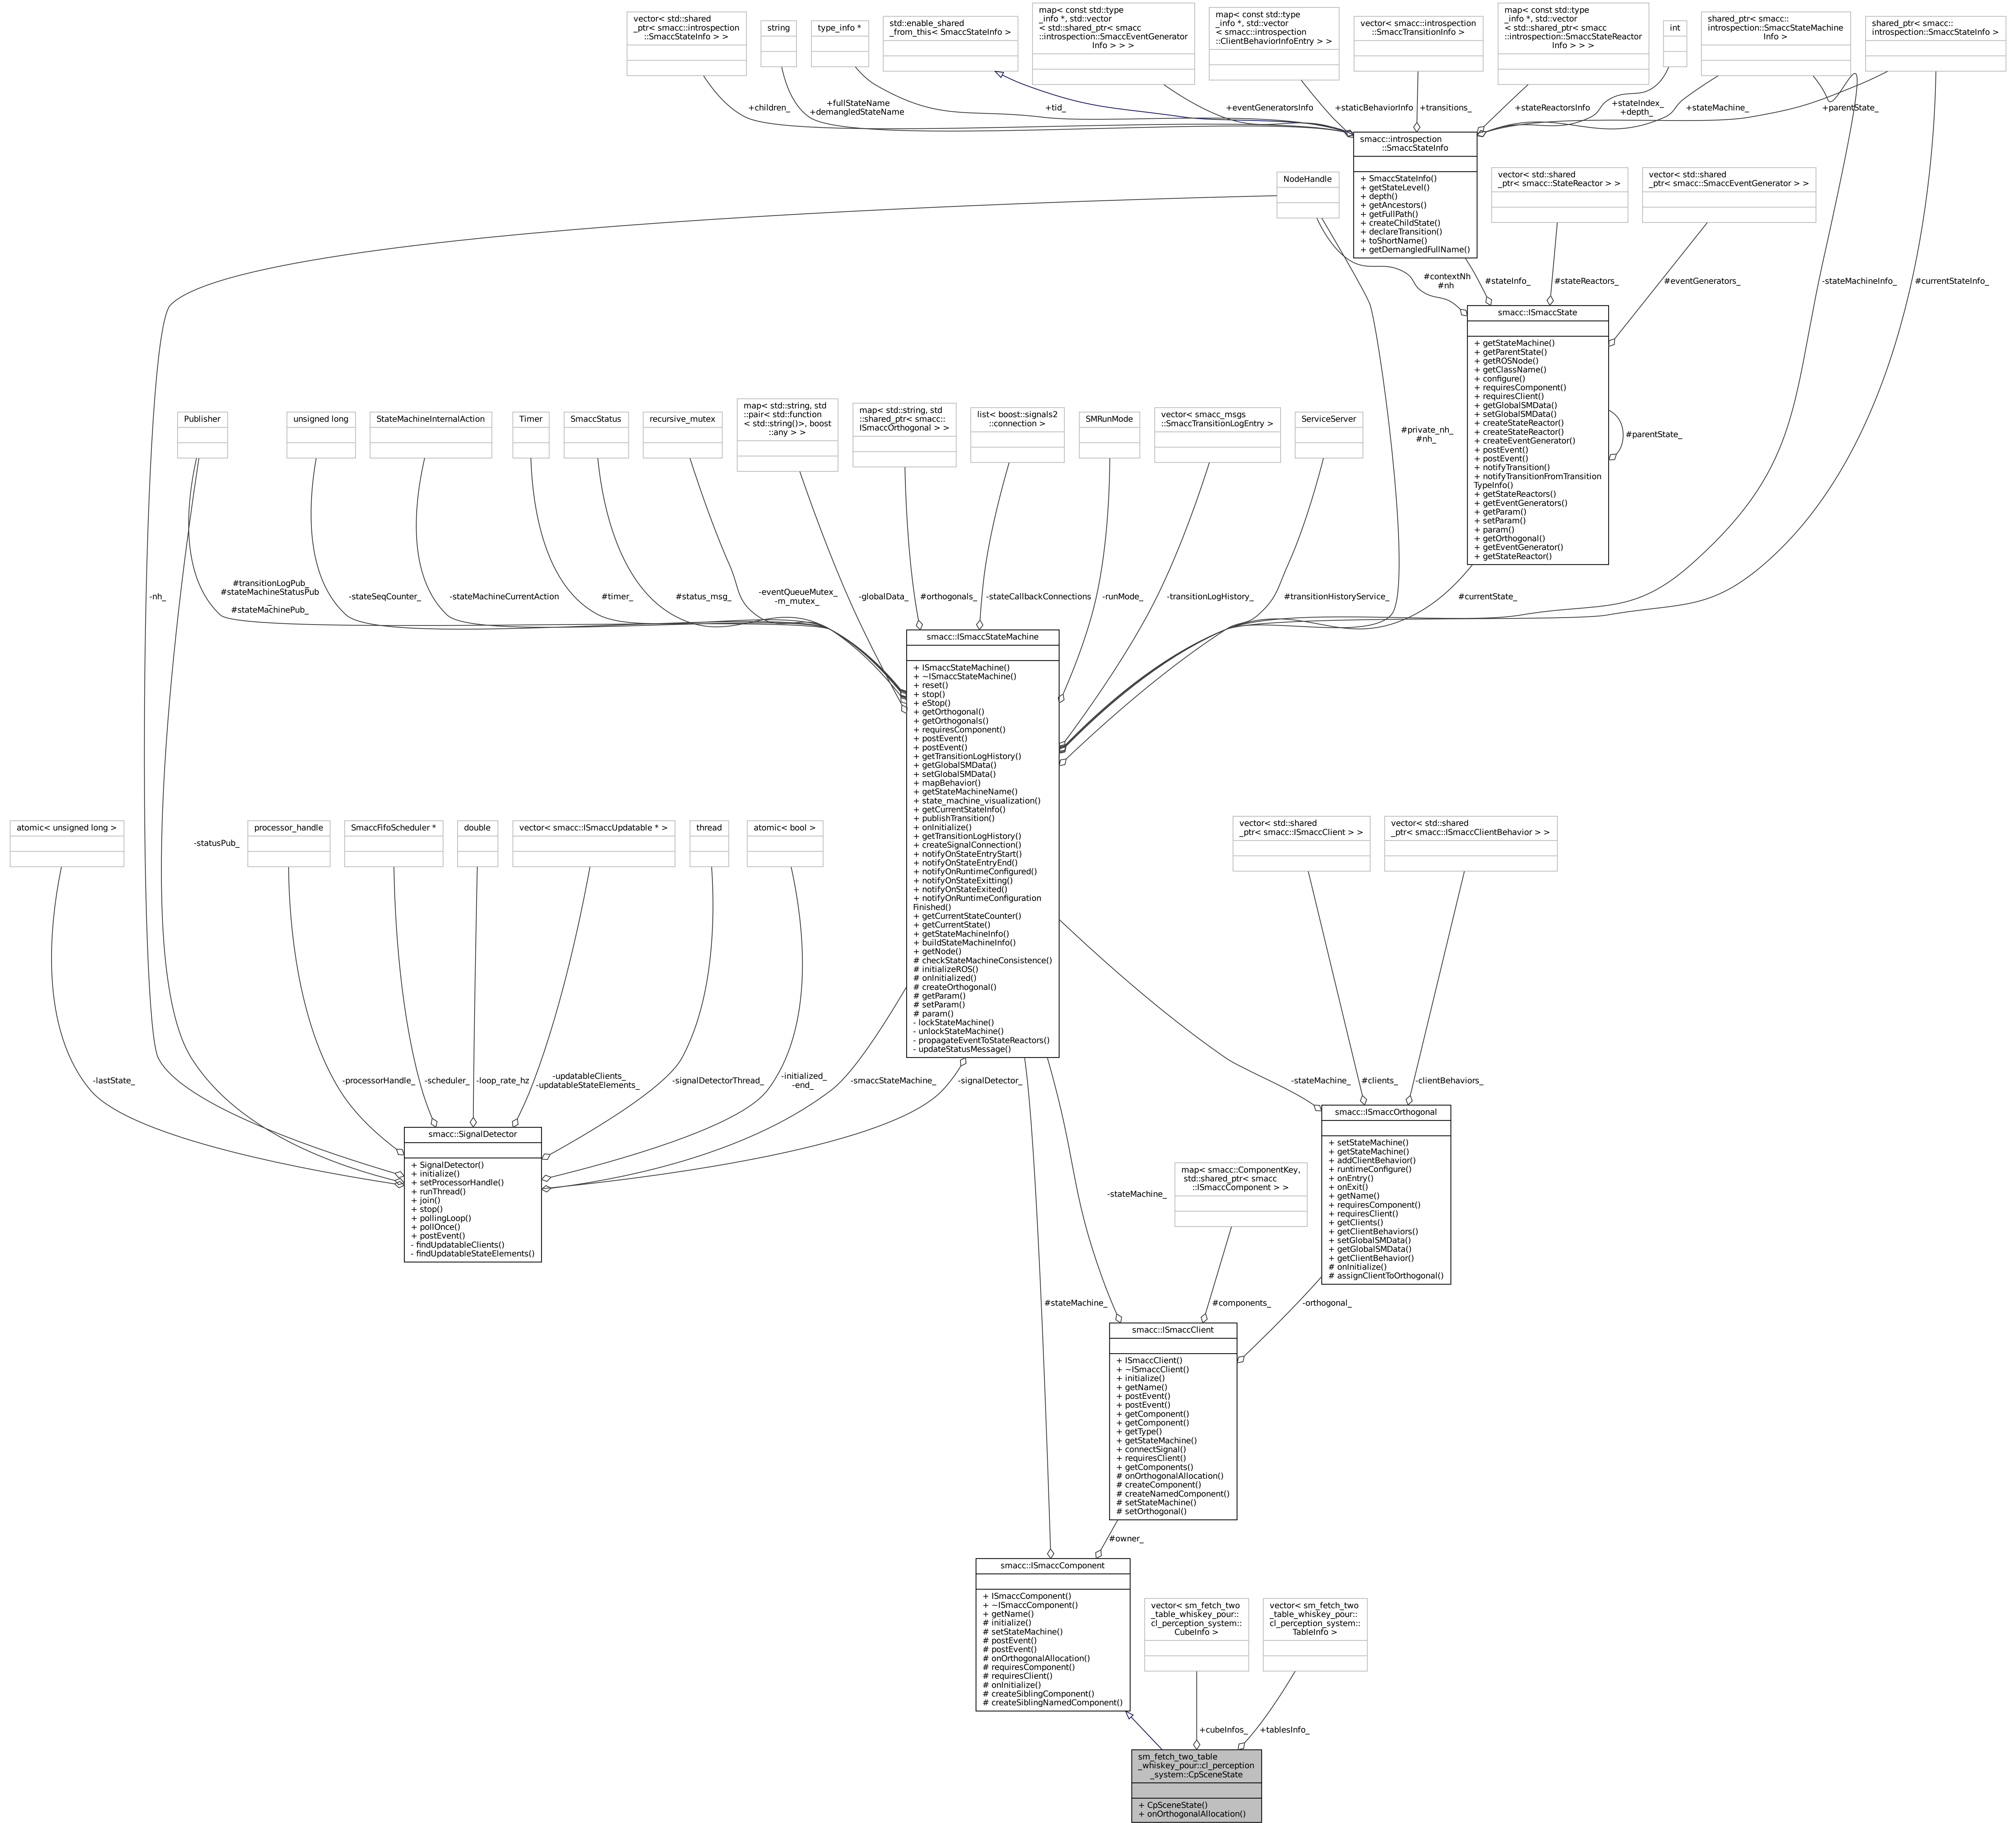 vector< std::shared
_ptr< smacc::introspection
::SmaccStateInfo > >
string
type_info *
std::enable_shared
_from_this< SmaccStateInfo >
map< const std::type
_info *, std::vector
< std::shared_ptr< smacc
::introspection::SmaccEventGenerator
Info > > >
map< const std::type
_info *, std::vector
< smacc::introspection
::ClientBehaviorInfoEntry > >
vector< smacc::introspection
::SmaccTransitionInfo >
map< const std::type
_info *, std::vector
< std::shared_ptr< smacc
::introspection::SmaccStateReactor
Info > > >
int
shared_ptr< smacc::
introspection::SmaccStateMachine
Info >
shared_ptr< smacc::
introspection::SmaccStateInfo >
+children_
+fullStateName
+demangledStateName
+tid_
+eventGeneratorsInfo
+staticBehaviorInfo
+transitions_
+stateReactorsInfo
+stateIndex_
+depth_
+stateMachine_
+parentState_
smacc::introspection
::SmaccStateInfo
+ SmaccStateInfo()
+ getStateLevel()
+ depth()
+ getAncestors()
+ getFullPath()
+ createChildState()
+ declareTransition()
+ toShortName()
+ getDemangledFullName()
NodeHandle
vector< std::shared
_ptr< smacc::StateReactor > >
vector< std::shared
_ptr< smacc::SmaccEventGenerator > >
#contextNh
#nh
#stateInfo_
#stateReactors_
#eventGenerators_
-stateMachineInfo_
#currentStateInfo_
smacc::ISmaccState
+ getStateMachine()
+ getParentState()
+ getROSNode()
+ getClassName()
+ configure()
+ requiresComponent()
+ requiresClient()
+ getGlobalSMData()
+ setGlobalSMData()
+ createStateReactor()
+ createStateReactor()
+ createEventGenerator()
+ postEvent()
+ postEvent()
+ notifyTransition()
+ notifyTransitionFromTransition
TypeInfo()
+ getStateReactors()
+ getEventGenerators()
+ getParam()
+ setParam()
+ param()
+ getOrthogonal()
+ getEventGenerator()
+ getStateReactor()
#parentState_
Publisher
unsigned long
StateMachineInternalAction
Timer
SmaccStatus
recursive_mutex
map< std::string, std
::pair< std::function
< std::string()>, boost
::any > >
map< std::string, std
::shared_ptr< smacc::
ISmaccOrthogonal > >
list< boost::signals2
::connection >
SMRunMode
vector< smacc_msgs
::SmaccTransitionLogEntry >
ServiceServer
#private_nh_
#nh_
-nh_
#transitionLogPub_
#stateMachineStatusPub
_
#stateMachinePub_
-stateSeqCounter_
-stateMachineCurrentAction
#timer_
#status_msg_
-eventQueueMutex_
-m_mutex_
-globalData_
#orthogonals_
-stateCallbackConnections
-runMode_
-transitionLogHistory_
#transitionHistoryService_
#currentState_
smacc::ISmaccStateMachine
+ ISmaccStateMachine()
+ ~ISmaccStateMachine()
+ reset()
+ stop()
+ eStop()
+ getOrthogonal()
+ getOrthogonals()
+ requiresComponent()
+ postEvent()
+ postEvent()
+ getTransitionLogHistory()
+ getGlobalSMData()
+ setGlobalSMData()
+ mapBehavior()
+ getStateMachineName()
+ state_machine_visualization()
+ getCurrentStateInfo()
+ publishTransition()
+ onInitialize()
+ getTransitionLogHistory()
+ createSignalConnection()
+ notifyOnStateEntryStart()
+ notifyOnStateEntryEnd()
+ notifyOnRuntimeConfigured()
+ notifyOnStateExitting()
+ notifyOnStateExited()
+ notifyOnRuntimeConfiguration
Finished()
+ getCurrentStateCounter()
+ getCurrentState()
+ getStateMachineInfo()
+ buildStateMachineInfo()
+ getNode()
# checkStateMachineConsistence()
# initializeROS()
# onInitialized()
# createOrthogonal()
# getParam()
# setParam()
# param()
- lockStateMachine()
- unlockStateMachine()
- propagateEventToStateReactors()
- updateStatusMessage()
atomic< unsigned long >
-statusPub_
processor_handle
SmaccFifoScheduler *
double
vector< smacc::ISmaccUpdatable * >
thread
atomic< bool >
vector< std::shared
_ptr< smacc::ISmaccClient > >
vector< std::shared
_ptr< smacc::ISmaccClientBehavior > >
-lastState_
-processorHandle_
-scheduler_
-loop_rate_hz
-updatableClients_
-updatableStateElements_
-signalDetectorThread_
-initialized_
-end_
-smaccStateMachine_
-signalDetector_
-stateMachine_
#clients_
-clientBehaviors_
smacc::SignalDetector
+ SignalDetector()
+ initialize()
+ setProcessorHandle()
+ runThread()
+ join()
+ stop()
+ pollingLoop()
+ pollOnce()
+ postEvent()
- findUpdatableClients()
- findUpdatableStateElements()
smacc::ISmaccOrthogonal
+ setStateMachine()
+ getStateMachine()
+ addClientBehavior()
+ runtimeConfigure()
+ onEntry()
+ onExit()
+ getName()
+ requiresComponent()
+ requiresClient()
+ getClients()
+ getClientBehaviors()
+ setGlobalSMData()
+ getGlobalSMData()
+ getClientBehavior()
# onInitialize()
# assignClientToOrthogonal()
-stateMachine_
map< smacc::ComponentKey,
std::shared_ptr< smacc
::ISmaccComponent > >
#stateMachine_
#components_
-orthogonal_
smacc::ISmaccClient
+ ISmaccClient()
+ ~ISmaccClient()
+ initialize()
+ getName()
+ postEvent()
+ postEvent()
+ getComponent()
+ getComponent()
+ getType()
+ getStateMachine()
+ connectSignal()
+ requiresClient()
+ getComponents()
# onOrthogonalAllocation()
# createComponent()
# createNamedComponent()
# setStateMachine()
# setOrthogonal()
#owner_
smacc::ISmaccComponent
+ ISmaccComponent()
+ ~ISmaccComponent()
+ getName()
# initialize()
# setStateMachine()
# postEvent()
# postEvent()
# onOrthogonalAllocation()
# requiresComponent()
# requiresClient()
# onInitialize()
# createSiblingComponent()
# createSiblingNamedComponent()
vector< sm_fetch_two
_table_whiskey_pour::
cl_perception_system::
CubeInfo >
vector< sm_fetch_two
_table_whiskey_pour::
cl_perception_system::
TableInfo >
+cubeInfos_
+tablesInfo_
sm_fetch_two_table
_whiskey_pour::cl_perception
_system::CpSceneState
+ CpSceneState()
+ onOrthogonalAllocation()